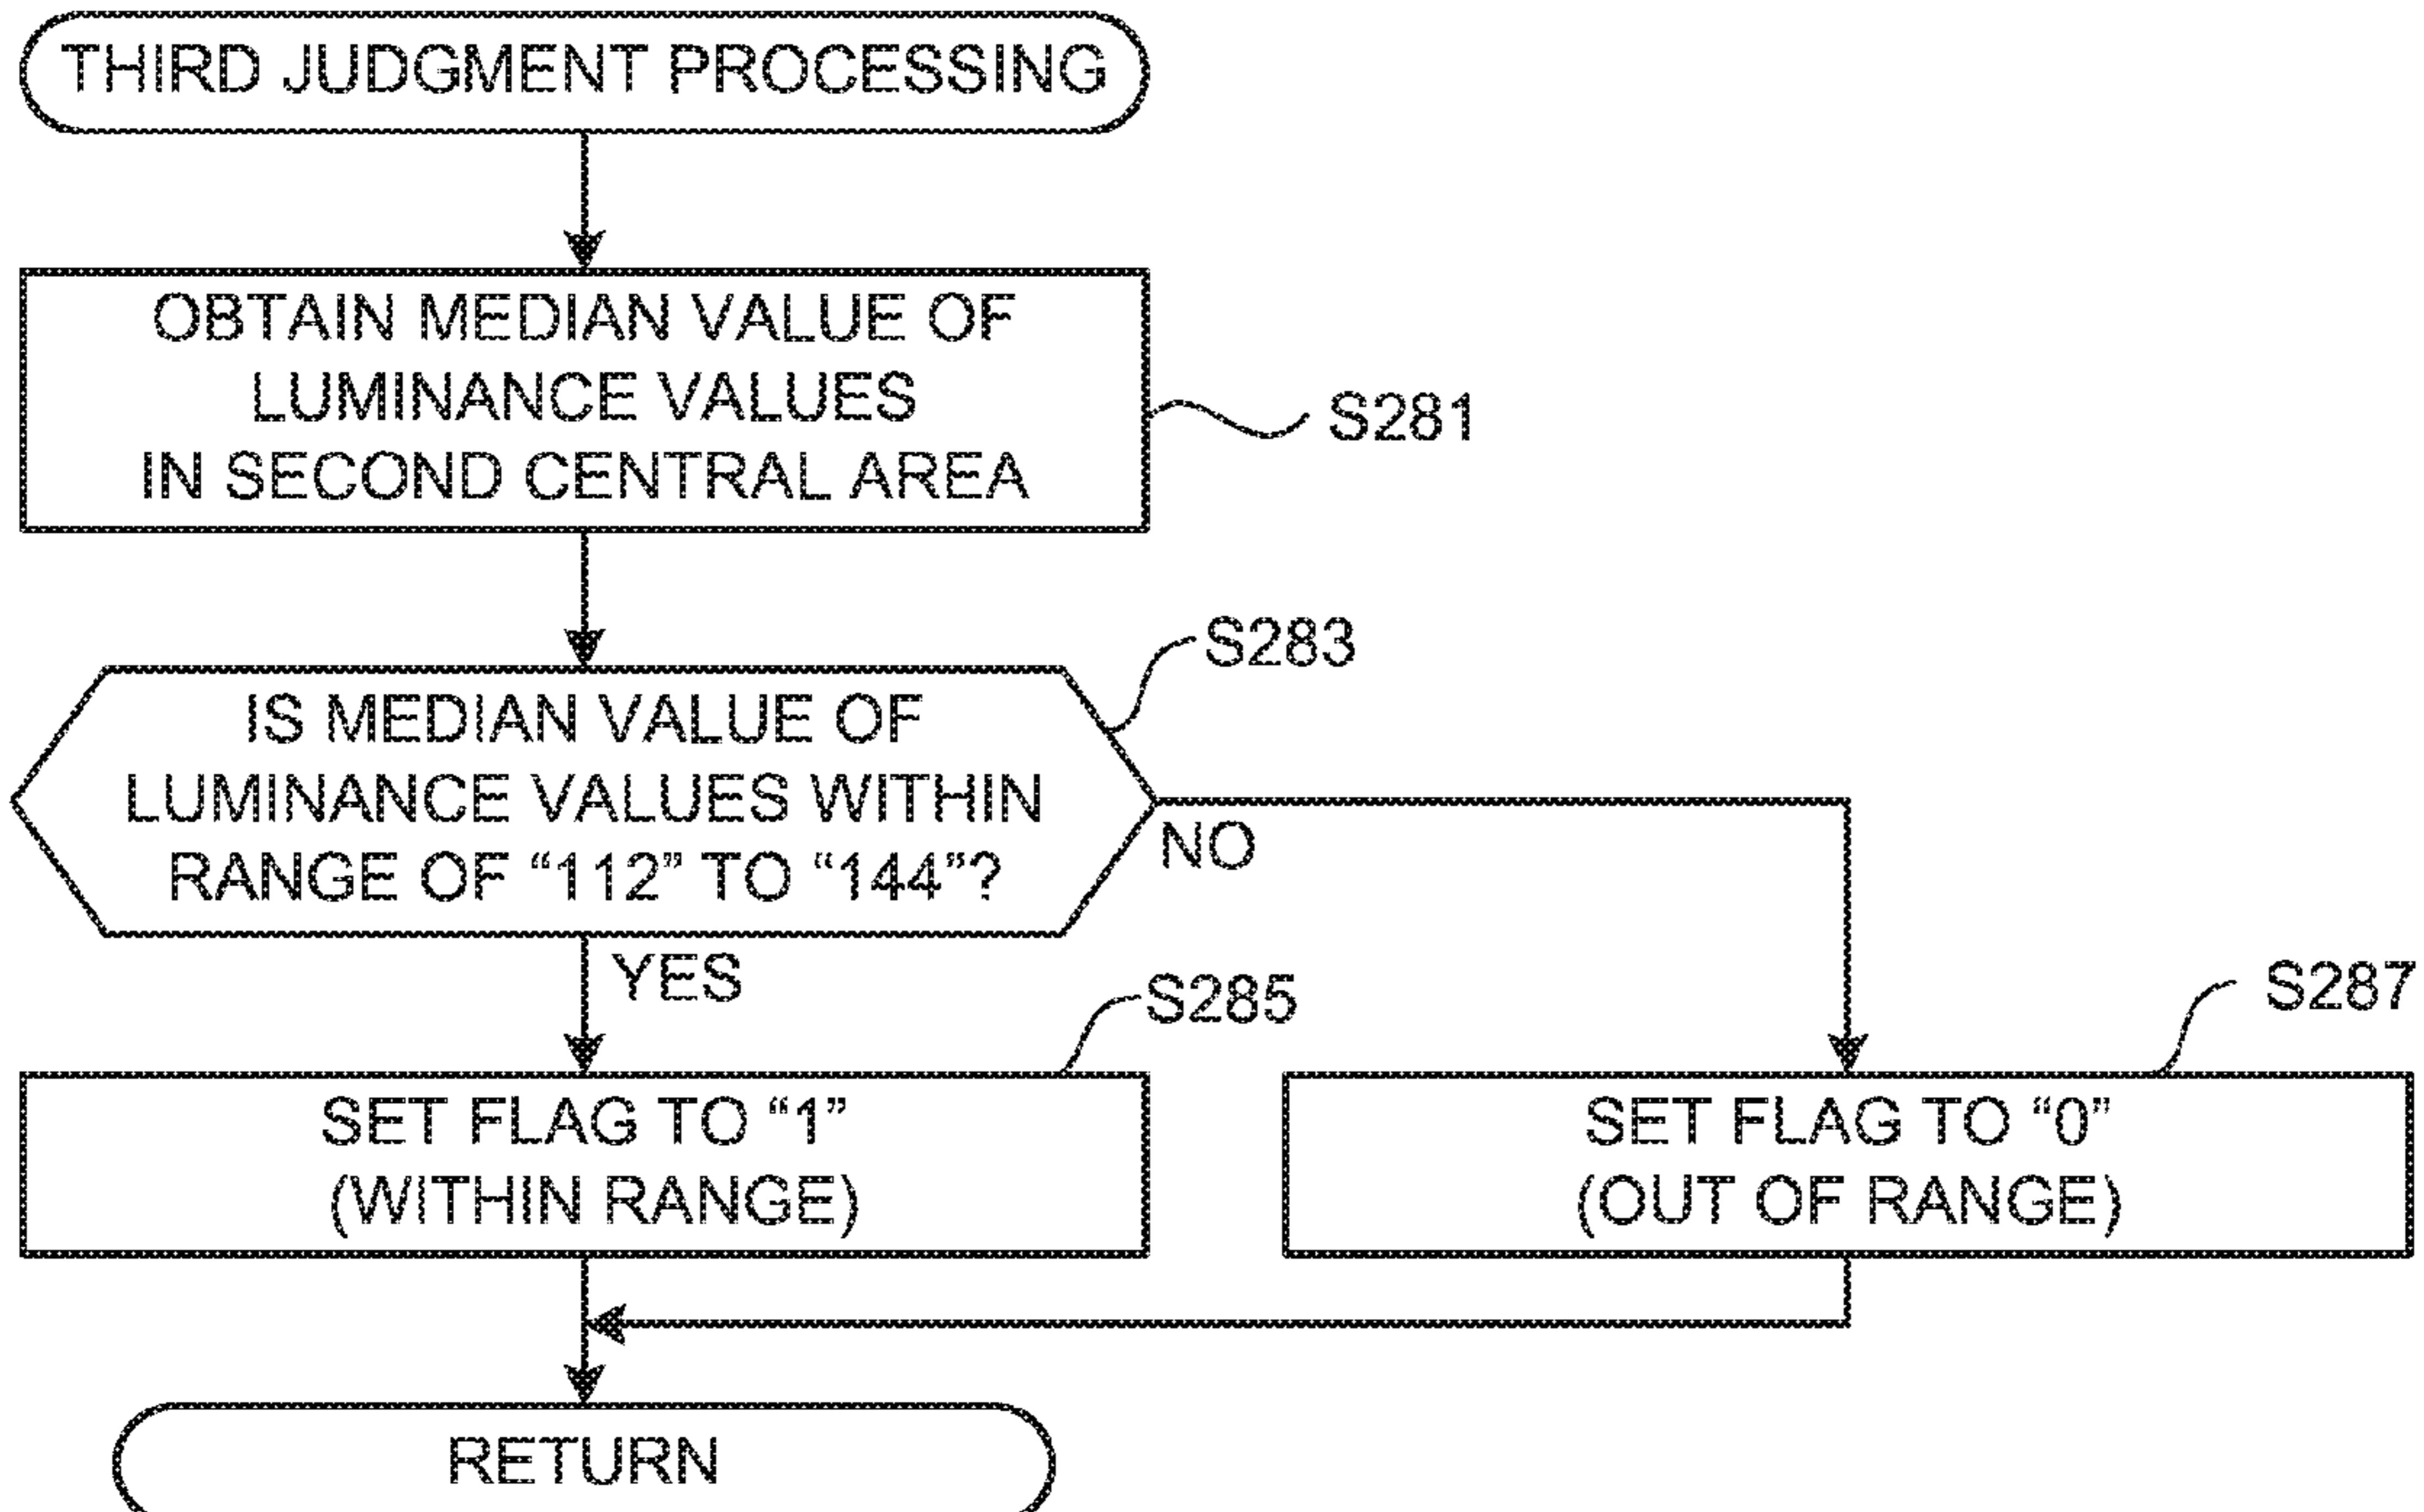 THIRD JUDGMENT PROCESSING
OBTAIN MEDIAN VALUE OF
LUMINANCE VALUES
IN SECOND CENTRAL AREA
S281
S283
IS MEDIAN VALUE OF
LUMINANCE VALUES WITHIN
RANGE OF “112” TO “144”?
NO
YES
S285
S287
SET FLAG TO “1”
(WITHIN RANGE)
SET FLAG TO “0”
(OUT OF RANGE)
RETURN